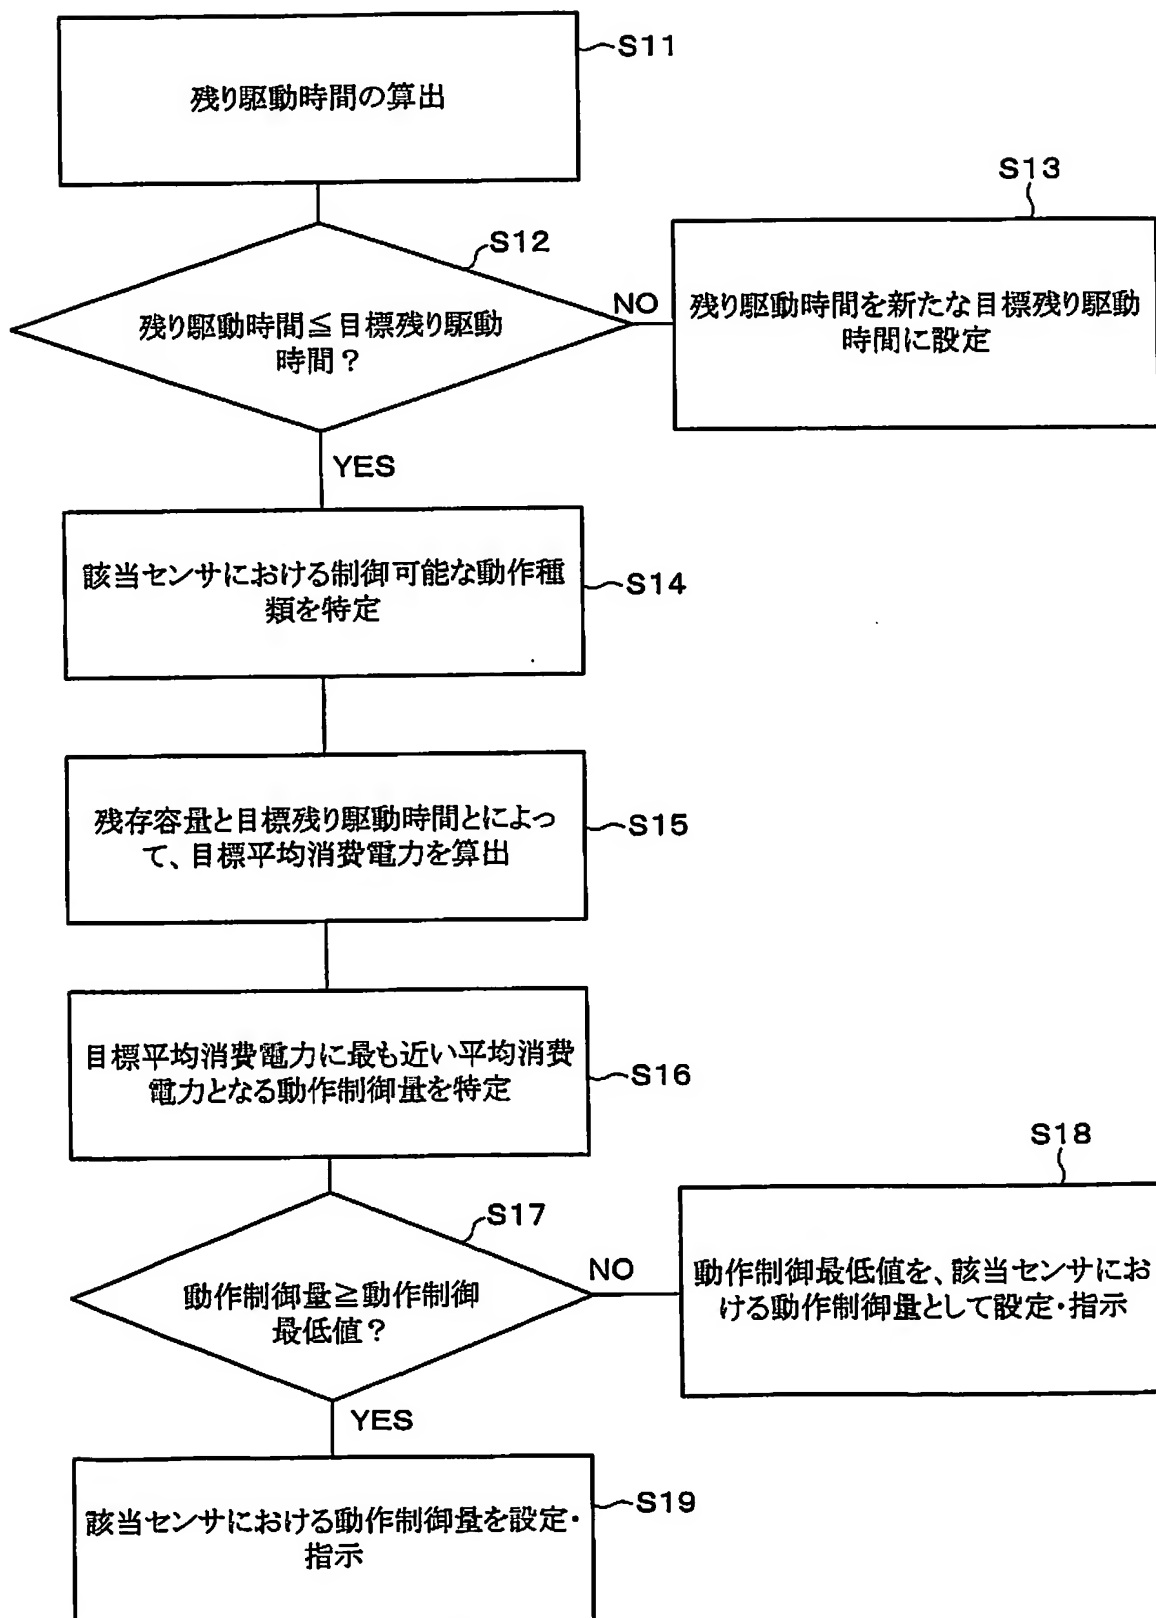 S11
残り駆動時間の算出
S12
残り駆動時間≦目標残り駆動
時間？
NO
S13
残り駆動時間を新たな目標残り駆動
時間に設定
YES
S14
該当センサにおける制御可能な動作種
類を特定
S15
残存容量と目標残り駆動時間とによっ
て、目標平均消費電力を算出
S16
目標平均消費電力に最も近い平均消費
電力となる動作制御量を特定
S17
動作制御量≧動作制御
最低値？
NO
S18
動作制御最低値を、該当センサにお
ける動作制御量として設定・指示
YES
S19
該当センサにおける動作制御量を設定・
指示